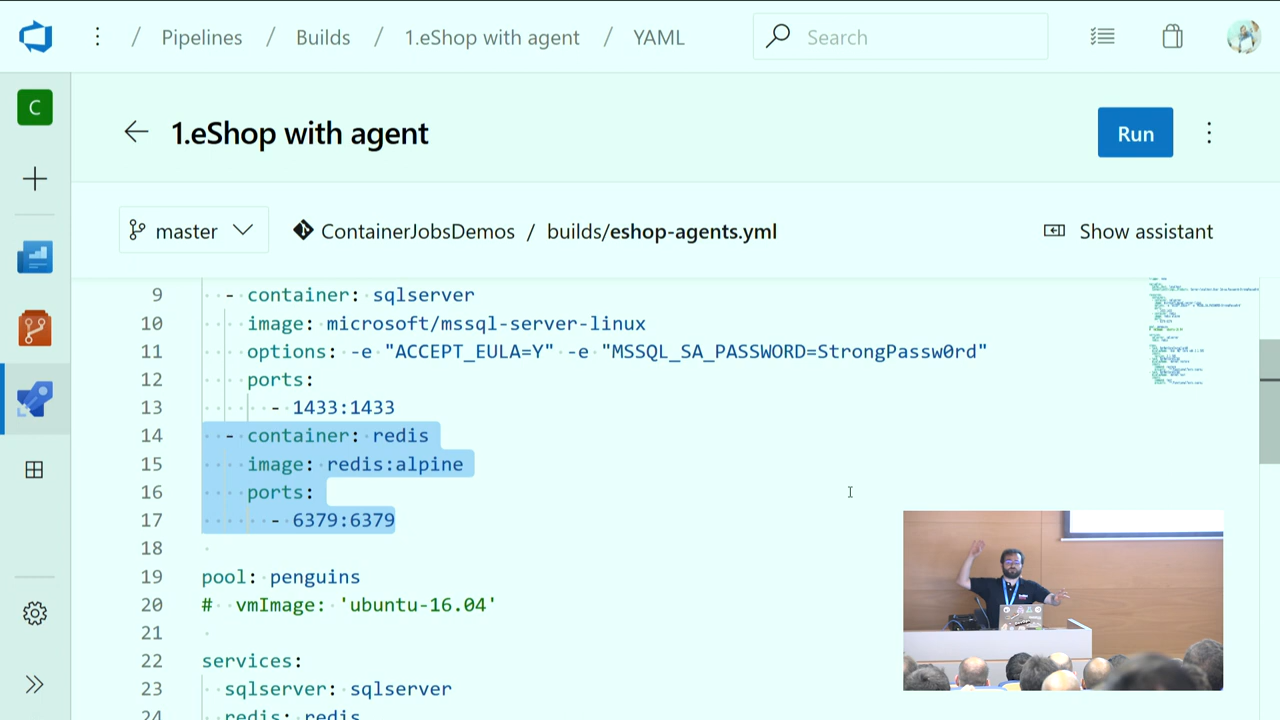 / Pipelines / Builds / 1.eShop with agent / YAML
Search
C
1.eShop with agent
Run
master
ContainerJobsDemos / builds/eshop-agents.yml
Show assistant
9 - container: sqlserver
10 image: microsoft/mssql-server-linux
11 options: -e "ACCEPT_EULA=Y" -e "MSSQL_SA_PASSWORD=StrongPassw0rd"
12 ports:
13 - 1433:1433
14 - container: redis
15 image: redis:alpine
16 ports:
17 - 6379:6379
18
19 pool: penguins
20 # vmImage: 'ubuntu-16.04'
21
22 services:
23 sqlserver: sqlserver
24 redis: redis